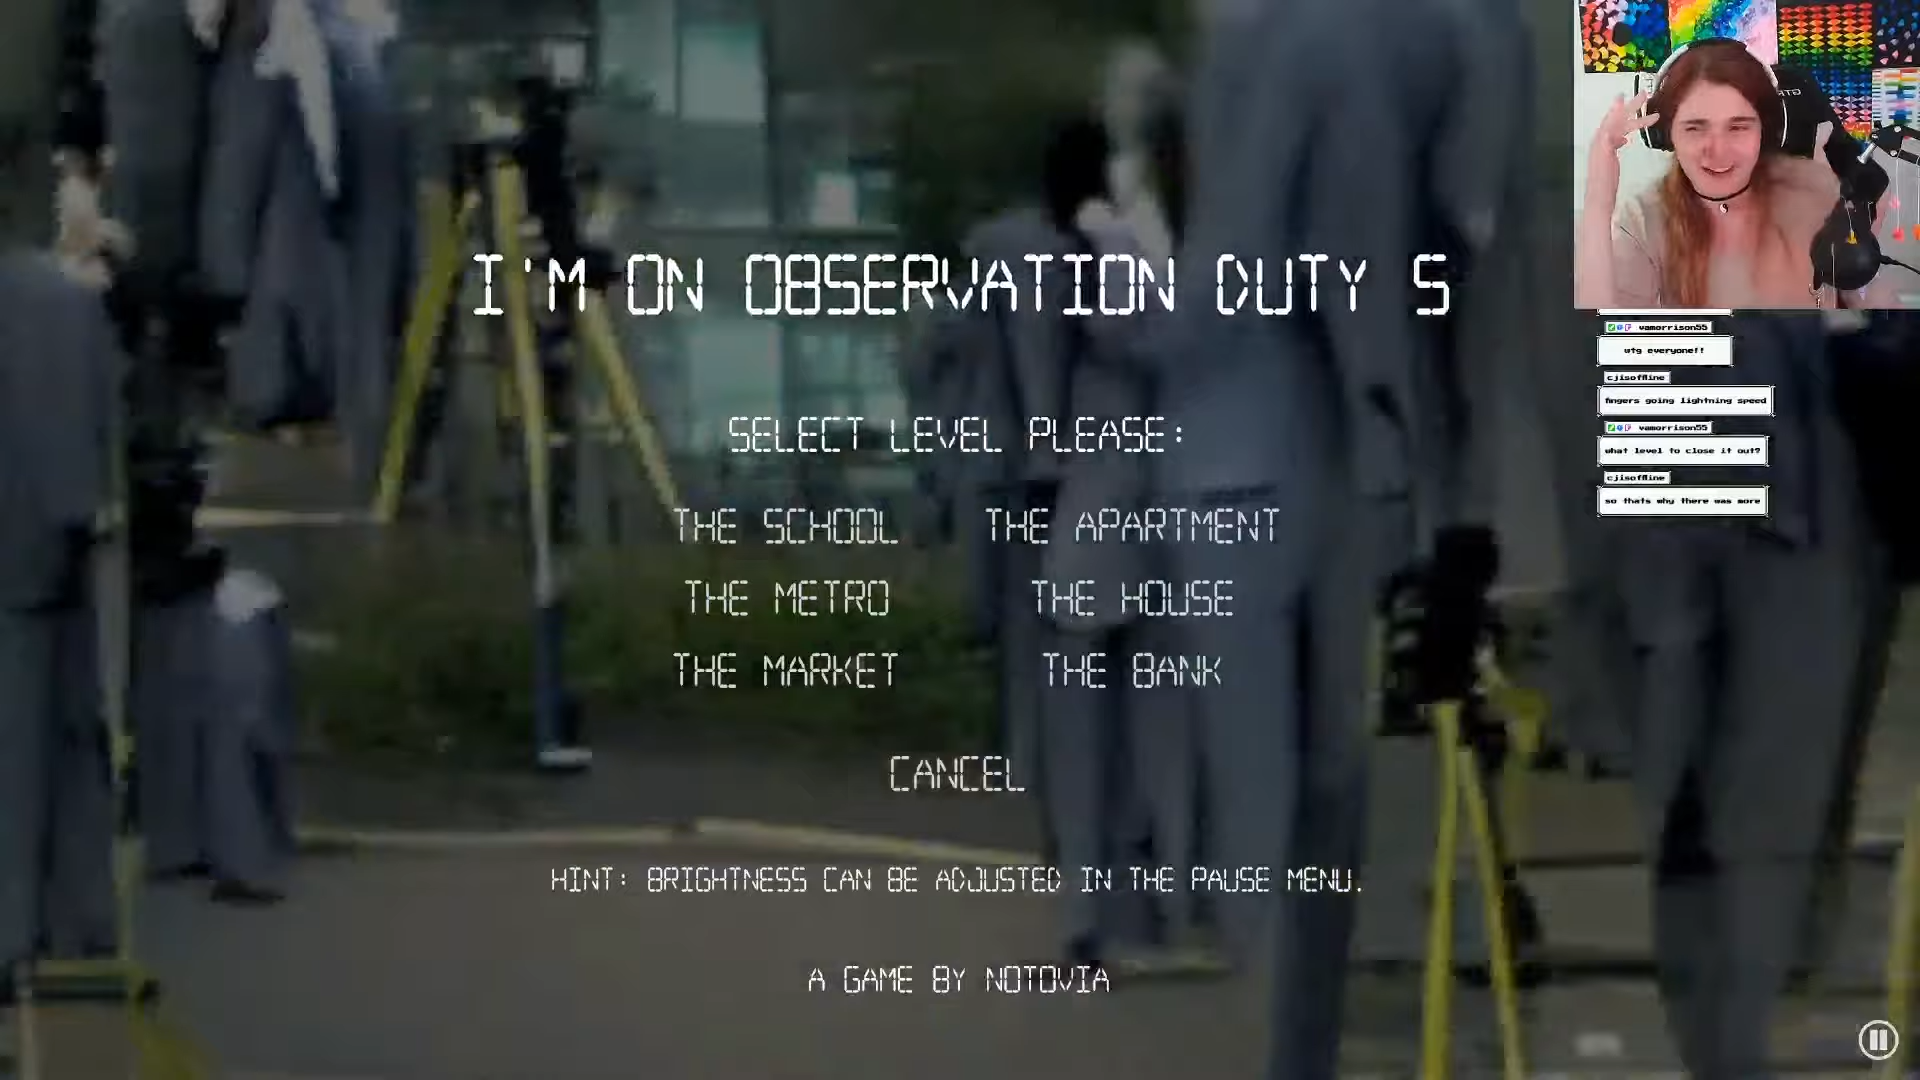 I'M ON OBSERVATION DUTY 5
SELECT LEVEL PLEASE:
THE SCHOOL THE APARTMENT
THE METRO THE HOUSE
THE MARKET THE BANK
CANCEL
HINT: BRIGHTNESS CAN BE ADJUSTED IN THE PAUSE MENU.
A GAME BY NOTOVIA
vamorrison55
wtg everyone!!
cjisoffline
fingers going lightning speed
vamorrison55
what level to close it out?
cjisoffline
so thats why there was more